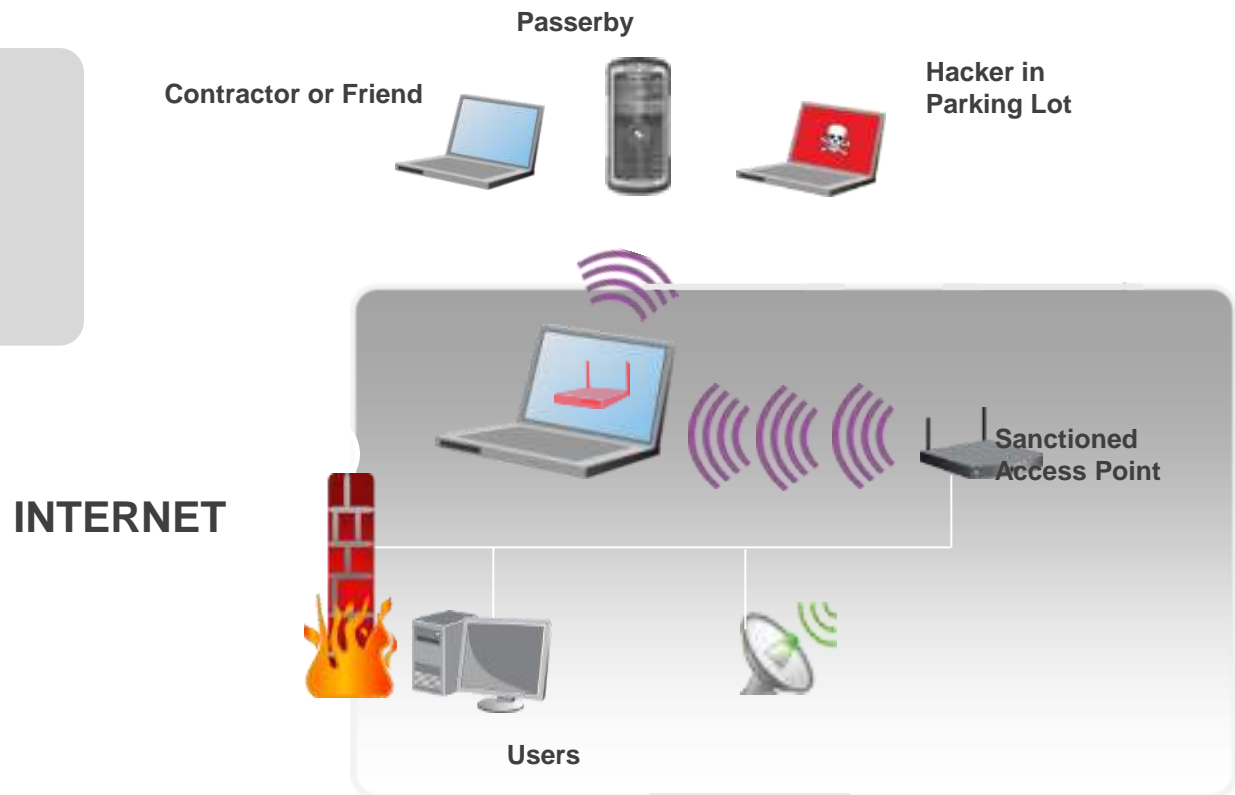 Passerby
Contractor or Friend
Hacker in
Parking Lot
Sanctioned
Access Point
INTERNET
Users